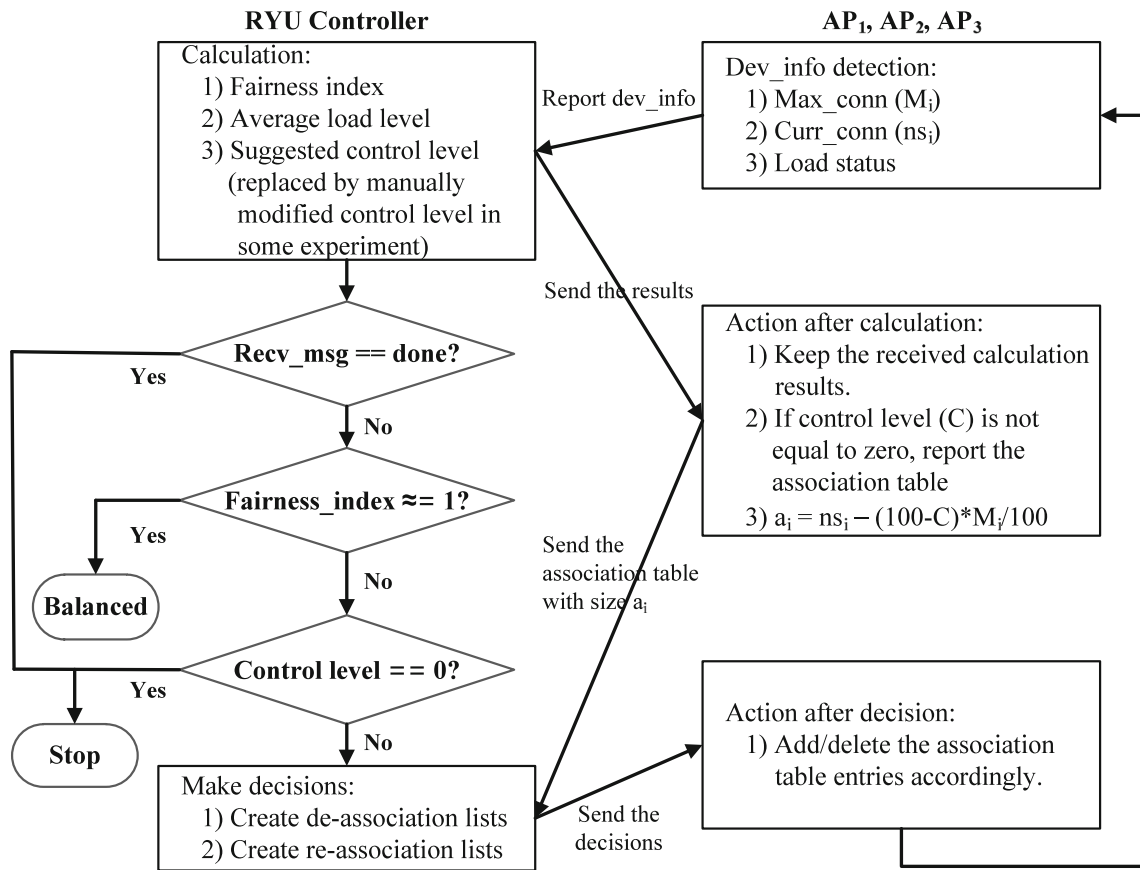 RYU Controller
Calculation:
1) Fairness index
2) Average load level
3) Suggested control level
(replaced by manually
modified control level in
some experiment)
Recv_msg == done?
Yes
No
Fairness_index ≈= 1?
Yes
No
Balanced
Control level == 0?
Yes
No
Stop
Make decisions:
1) Create de-association lists
2) Create re-association lists
Report dev_info
Send the results
Send the
association table
with size aᵢ
Send the
decisions
AP₁, AP₂, AP₃
Dev_info detection:
1) Max_conn (Mᵢ)
2) Curr_conn (nsᵢ)
3) Load status
Action after calculation:
1) Keep the received calculation
results.
2) If control level (C) is not
equal to zero, report the
association table
3) aᵢ = nsᵢ – (100-C)*Mᵢ/100
Action after decision:
1) Add/delete the association
table entries accordingly.